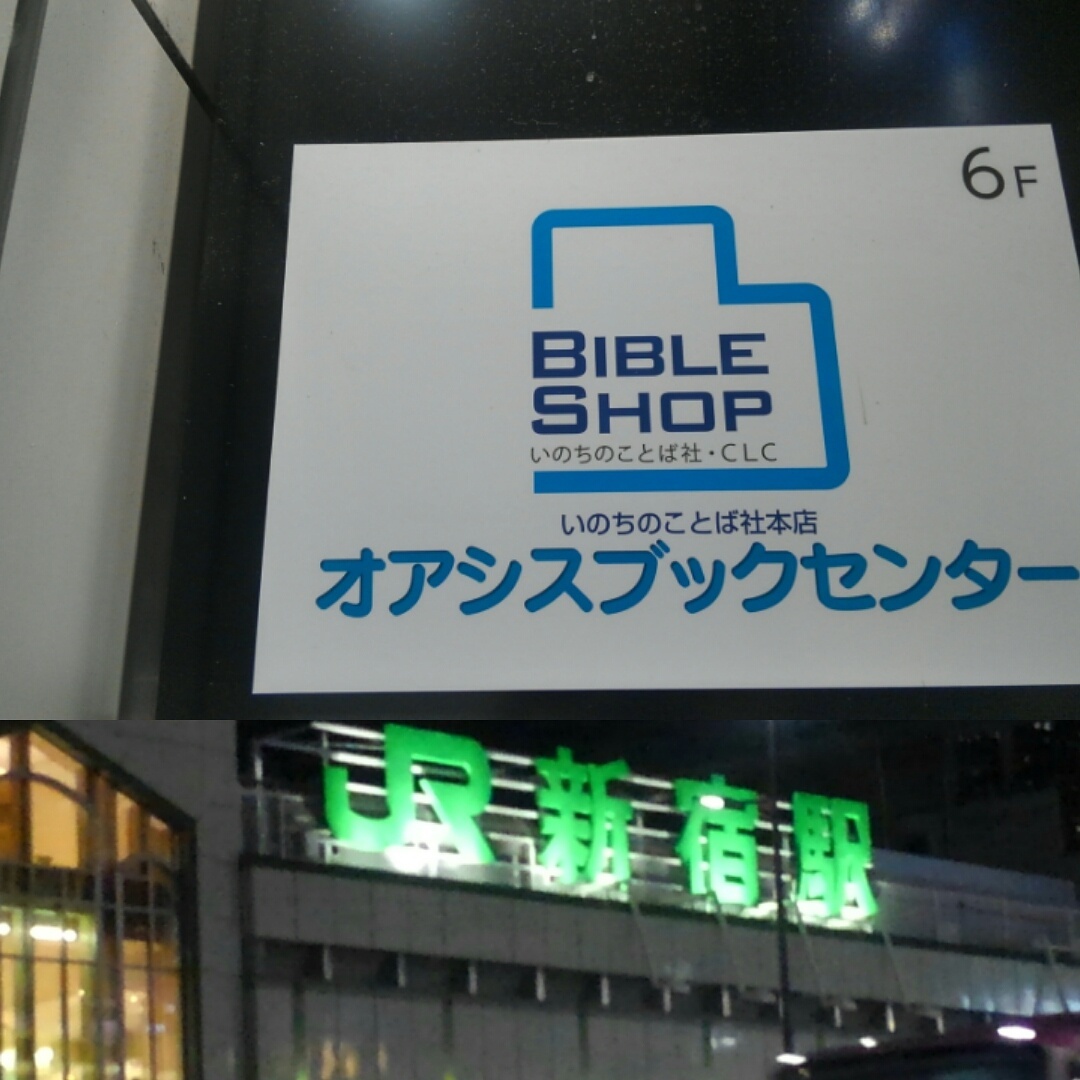 6F
BIBLE
SHOP
いのちのことば社・CLC
いのちのことば社本店
オアシスブックセンター
JR新宿駅